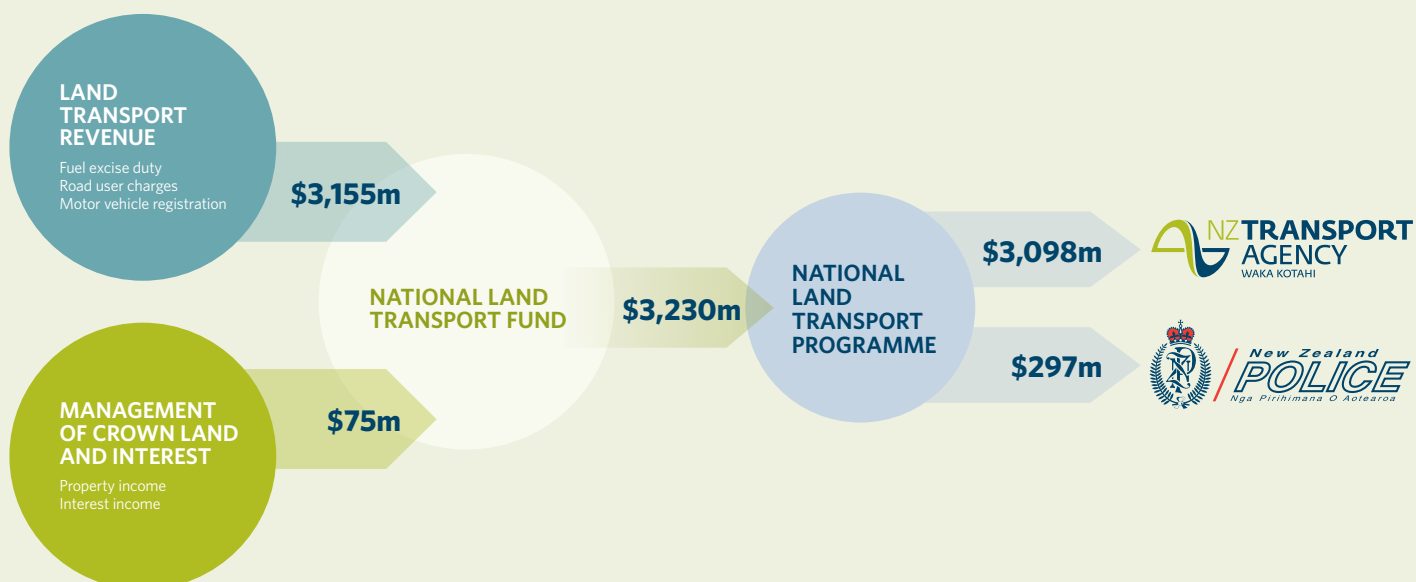 LAND
TRANSPORT
REVENUE
Fuel excise duty
Road user charges
Motor vehicle registration
$3,155m
MANAGEMENT
OF CROWN LAND
AND INTEREST
Property income
Interest income
$75m
NATIONAL LAND
TRANSPORT FUND
$3,230m
NATIONAL
LAND
TRANSPORT
PROGRAMME
$3,098m
NZTRANSPORT
AGENCY
WAKA KOTAHI
$297m
New Zealand
POLICE
Nga Pirihimana O Aotearoa